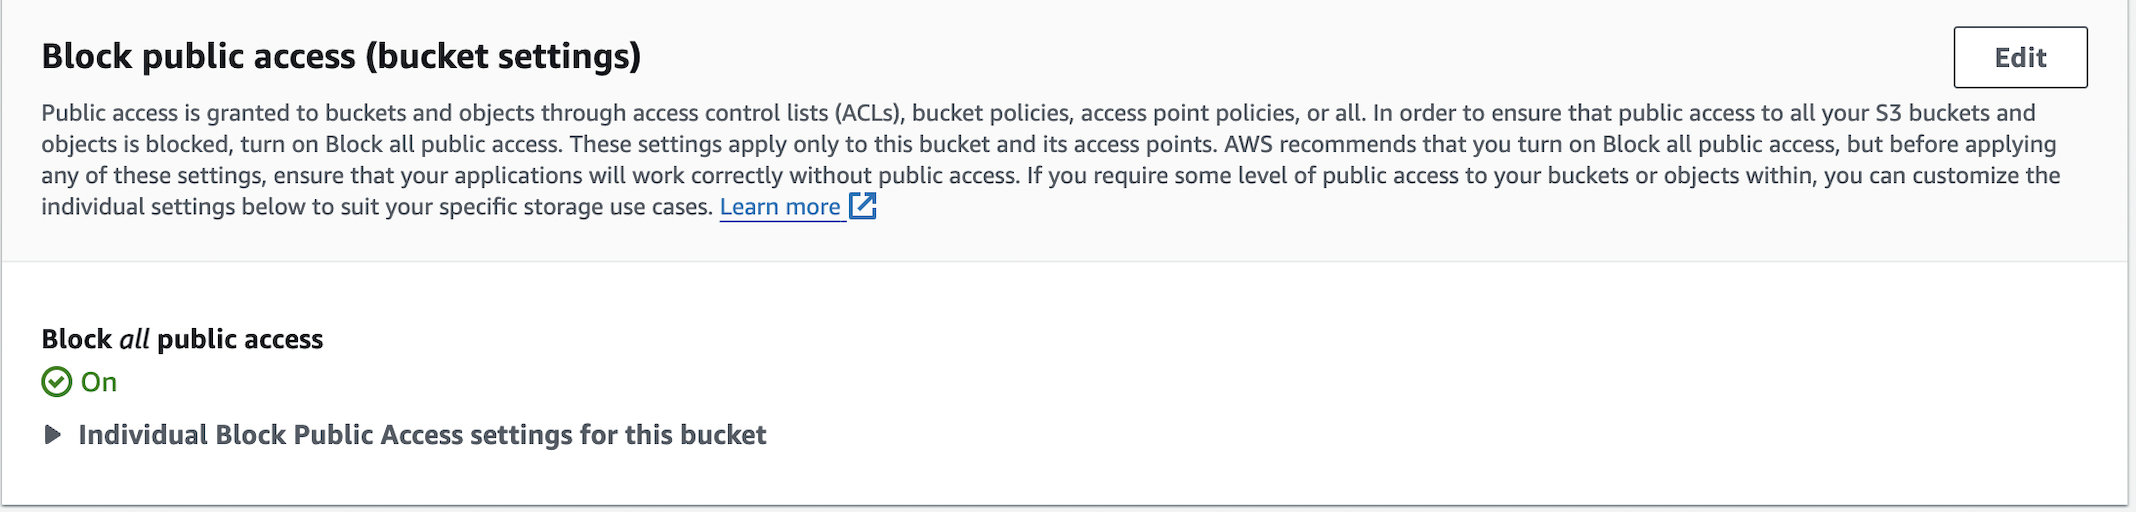 Block public access (bucket settings)
Edit
Public access is granted to buckets and objects through access control lists (ACLs), bucket policies, access point policies, or all. In order to ensure that public access to all your S3 buckets and
objects is blocked, turn on Block all public access. These settings apply only to this bucket and its access points. AWS recommends that you turn on Block all public access, but before applying
any of these settings, ensure that your applications will work correctly without public access. If you require some level of public access to your buckets or objects within, you can customize the
individual settings below to suit your specific storage use cases. Learn more
Block all public access
On
Individual Block Public Access settings for this bucket